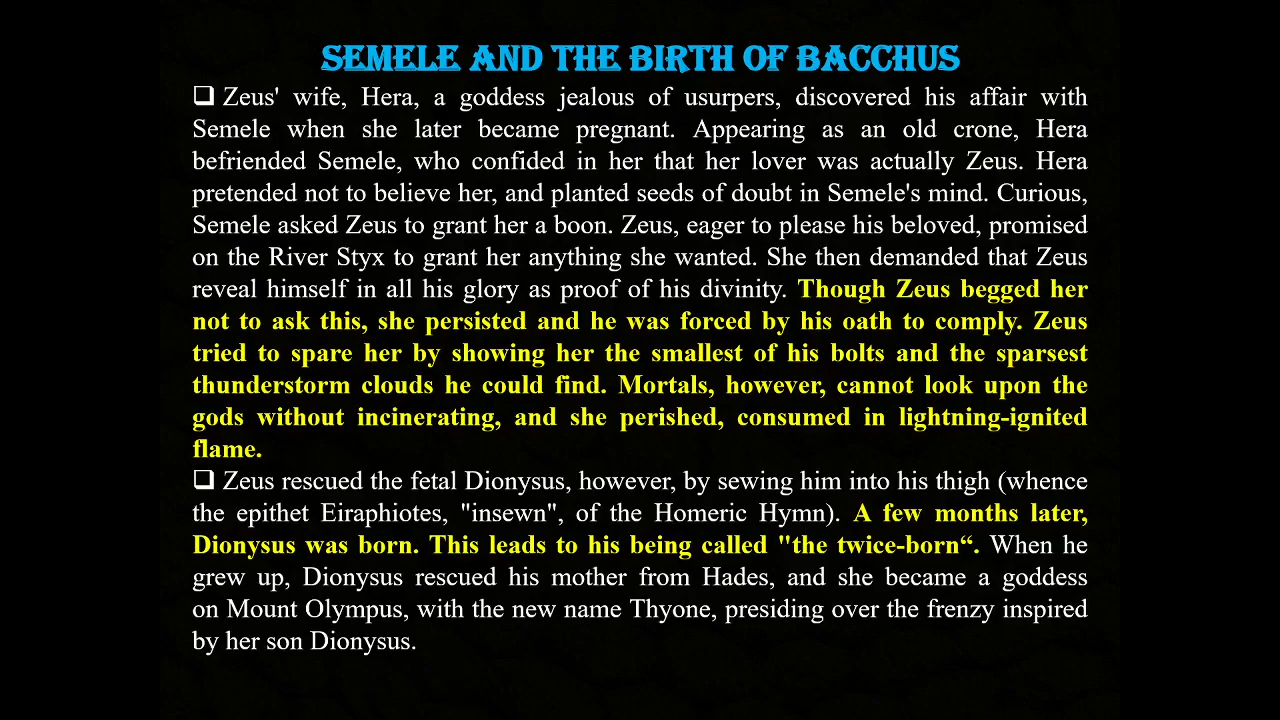 SEMELE AND THE BIRTH OF BACCHUS
❑ Zeus' wife, Hera, a goddess jealous of usurpers, discovered his affair with
Semele when she later became pregnant. Appearing as an old crone, Hera
befriended Semele, who confided in her that her lover was actually Zeus. Hera
pretended not to believe her, and planted seeds of doubt in Semele's mind. Curious,
Semele asked Zeus to grant her a boon. Zeus, eager to please his beloved, promised
on the River Styx to grant her anything she wanted. She then demanded that Zeus
reveal himself in all his glory as proof of his divinity. Though Zeus begged her
not to ask this, she persisted and he was forced by his oath to comply. Zeus
tried to spare her by showing her the smallest of his bolts and the sparsest
thunderstorm clouds he could find. Mortals, however, cannot look upon the
gods without incinerating, and she perished, consumed in lightning-ignited
flame.
❑ Zeus rescued the fetal Dionysus, however, by sewing him into his thigh (whence
the epithet Eiraphiotes, "insewn", of the Homeric Hymn). A few months later,
Dionysus was born. This leads to his being called "the twice-born“. When he
grew up, Dionysus rescued his mother from Hades, and she became a goddess
on Mount Olympus, with the new name Thyone, presiding over the frenzy inspired
by her son Dionysus.